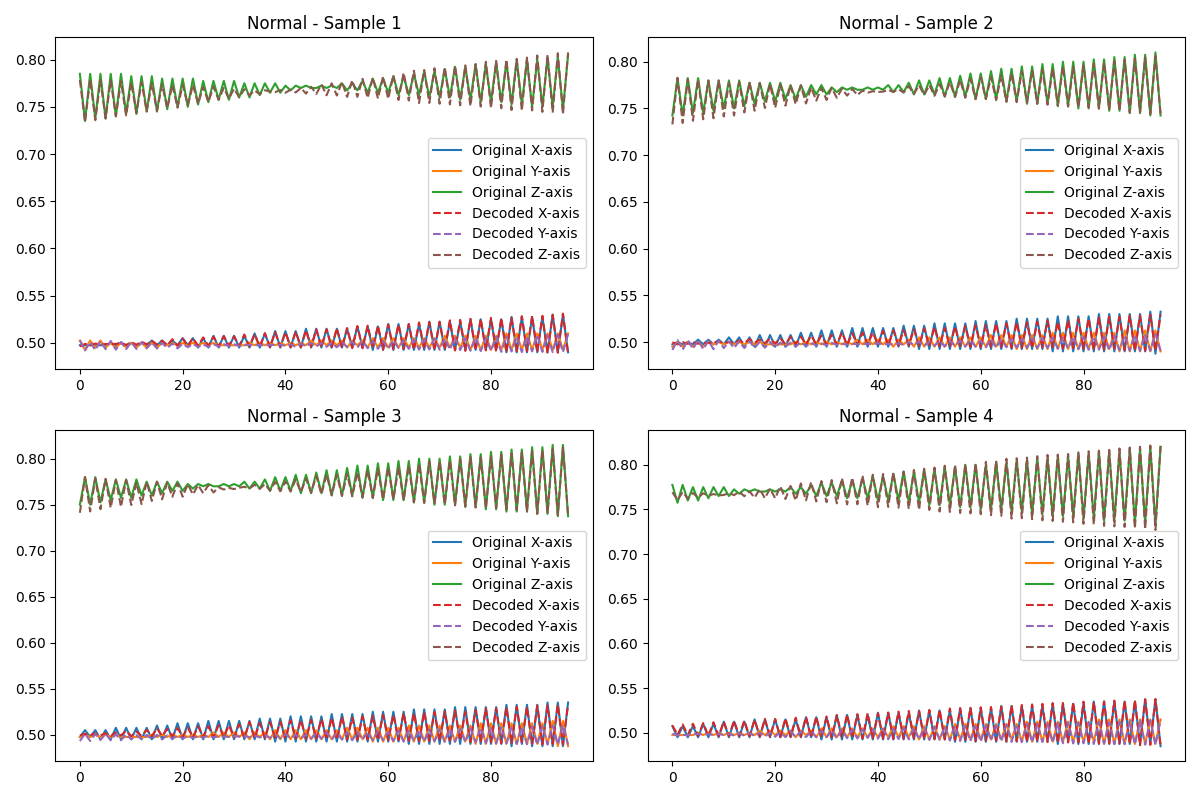 Normal - Sample 1
0.80
0.75
0.70
0.65
0.60
0.55
0.50
0 20 40 60 80
Original X-axis
Original Y-axis
Original Z-axis
Decoded X-axis
Decoded Y-axis
Decoded Z-axis
Normal - Sample 2
0.80
0.75
0.70
0.65
0.60
0.55
0.50
0 20 40 60 80
Original X-axis
Original Y-axis
Original Z-axis
Decoded X-axis
Decoded Y-axis
Decoded Z-axis
Normal - Sample 3
0.80
0.75
0.70
0.65
0.60
0.55
0.50
0 20 40 60 80
Original X-axis
Original Y-axis
Original Z-axis
Decoded X-axis
Decoded Y-axis
Decoded Z-axis
Normal - Sample 4
0.80
0.75
0.70
0.65
0.60
0.55
0.50
0 20 40 60 80
Original X-axis
Original Y-axis
Original Z-axis
Decoded X-axis
Decoded Y-axis
Decoded Z-axis